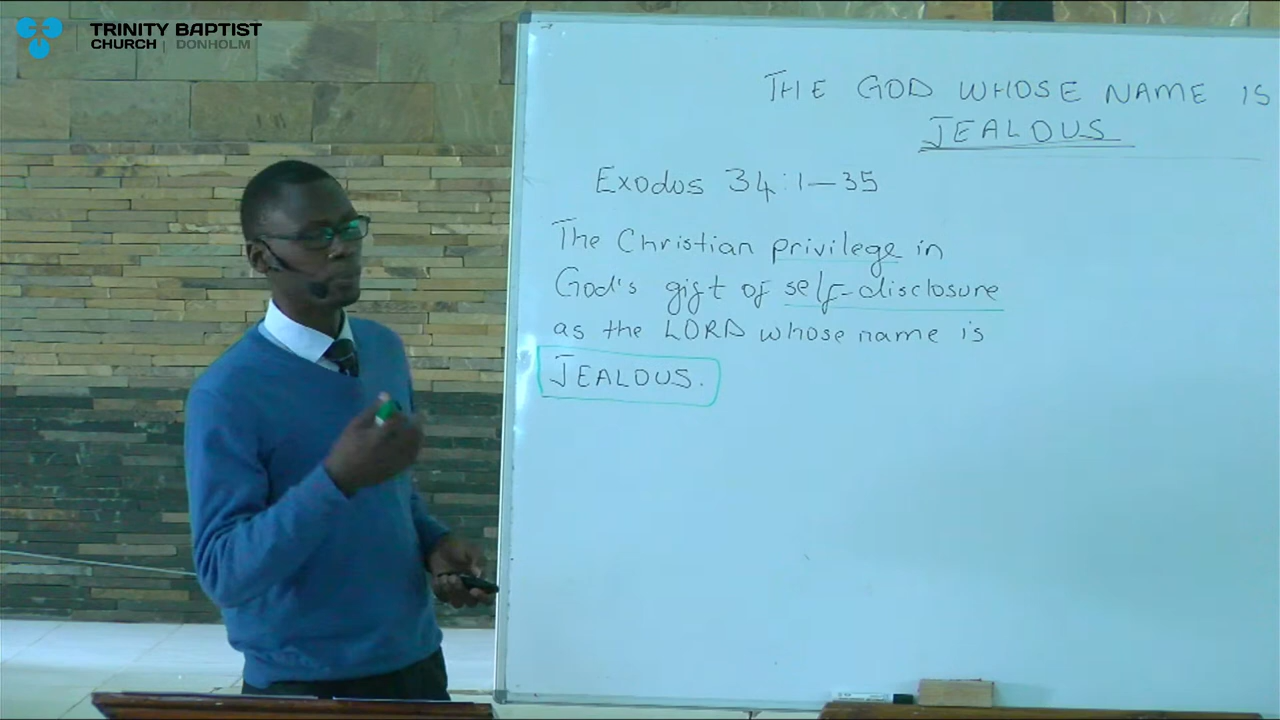 TRINITY BAPTIST
CHURCH | DONHOLM
THE GOD WHOSE NAME IS
JEALOUS
Exodus 34:1-35
The Christian privilege in
God's gift of self-disclosure
as the LORD whose name is
JEALOUS.